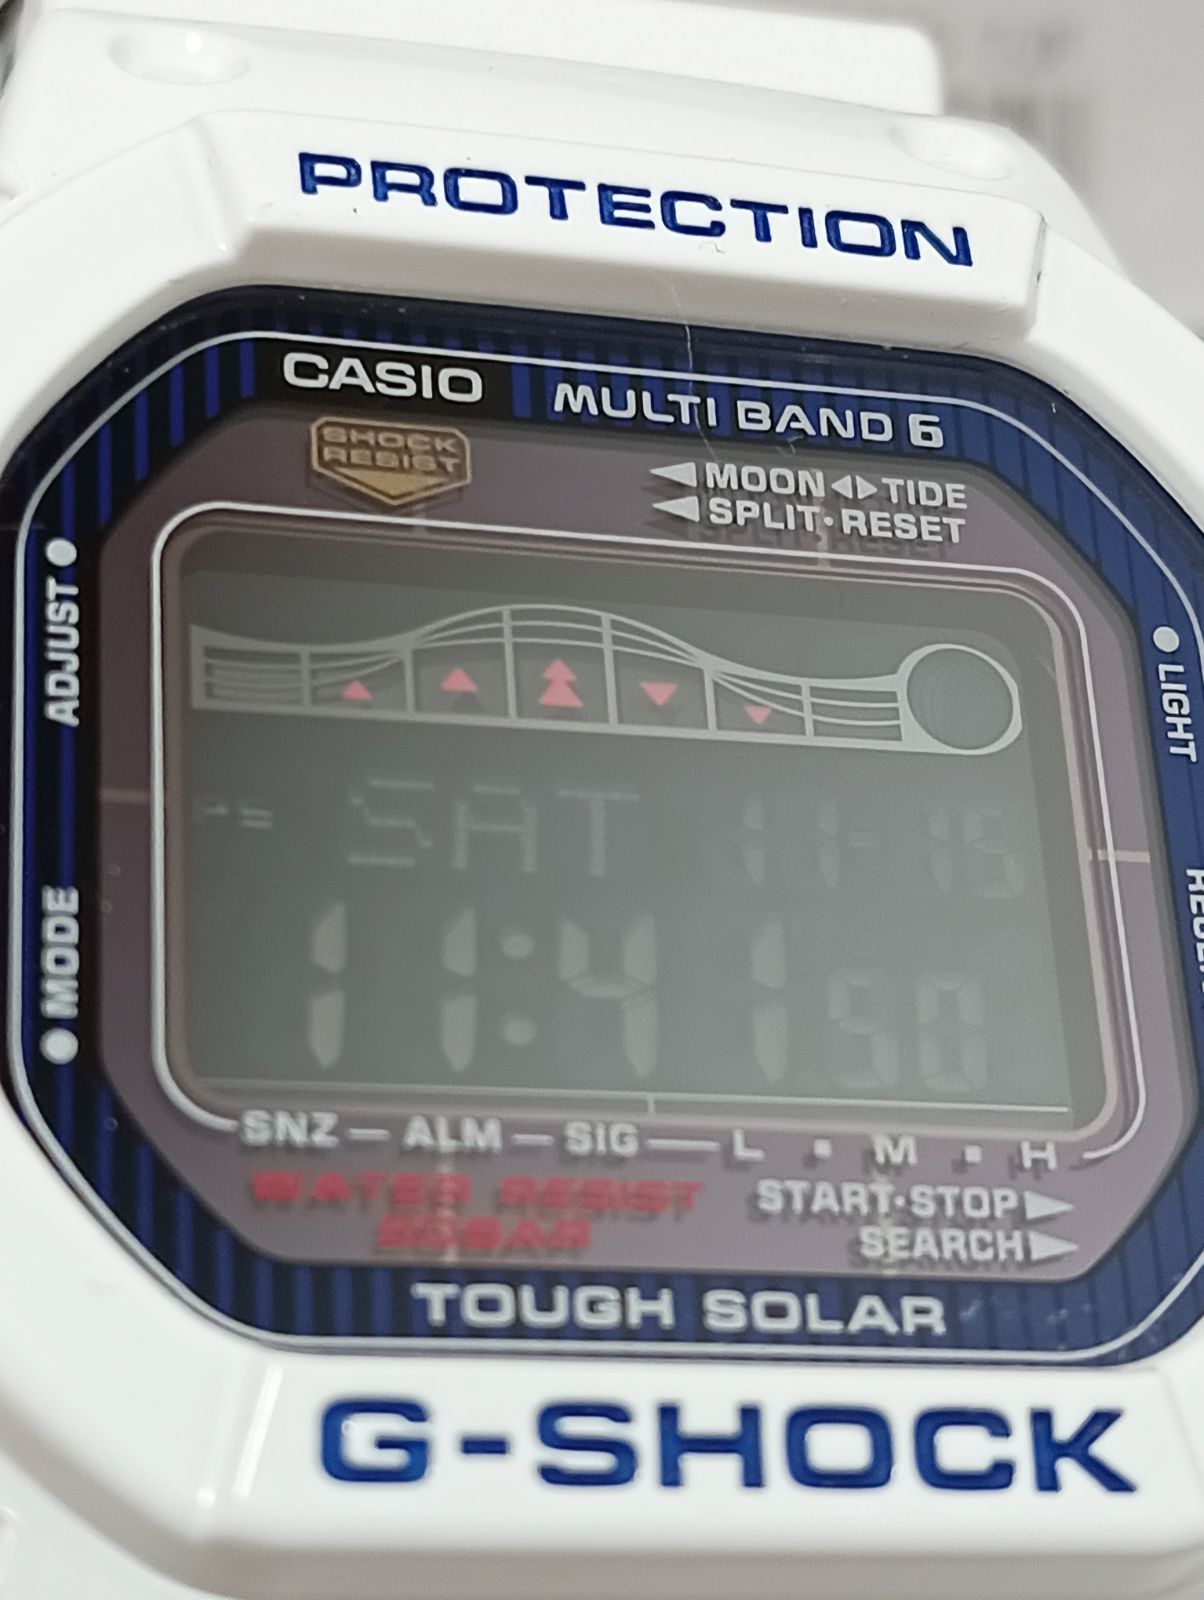 PROTECTION
CASIO MULTI BAND 6
SHOCK
RESIST
MOON TIDE
SPLIT·RESET
ADJUST
LIGHT
SAT 11-15
11:41 50
MODE
SNZ — ALM — SIG — L · M · H
WATER RESIST
20BAR
START·STOP
SEARCH
TOUGH SOLAR
G-SHOCK